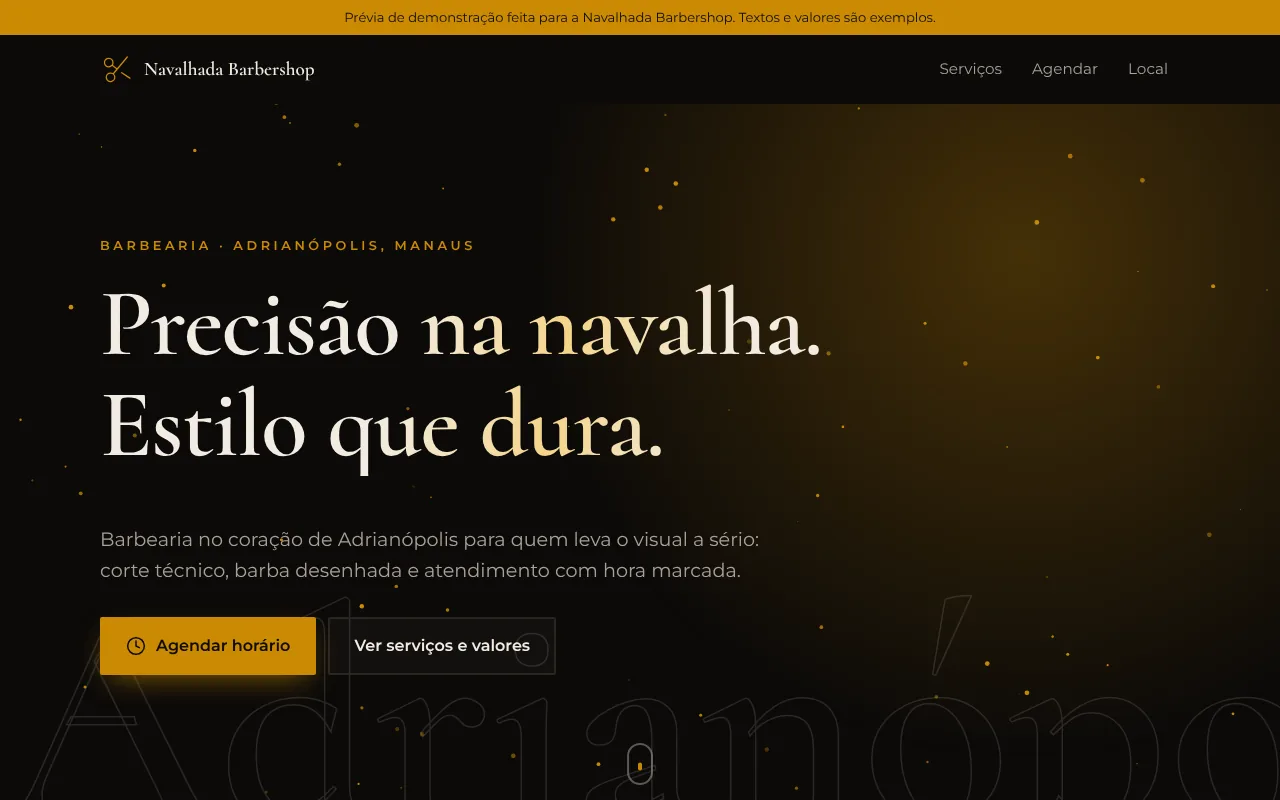 Prévia de demonstração feita para a Navalhada Barbershop. Textos e valores são exemplos.
Navalhada Barbershop
Serviços
Agendar
Local
BARBEARIA · ADRIANÓPOLIS, MANAUS
Precisão na navalha.
Estilo que dura.
Barbearia no coração de Adrianópolis para quem leva o visual a sério:
corte técnico, barba desenhada e atendimento com hora marcada.
Agendar horário
Ver serviços e valores
Adrianópo